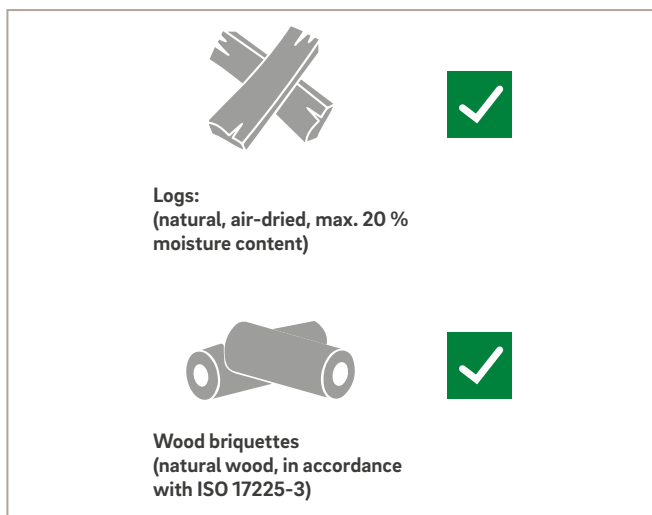 Logs:
(natural, air-dried, max. 20 %
moisture content)
Wood briquettes
(natural wood, in accordance
with ISO 17225-3)